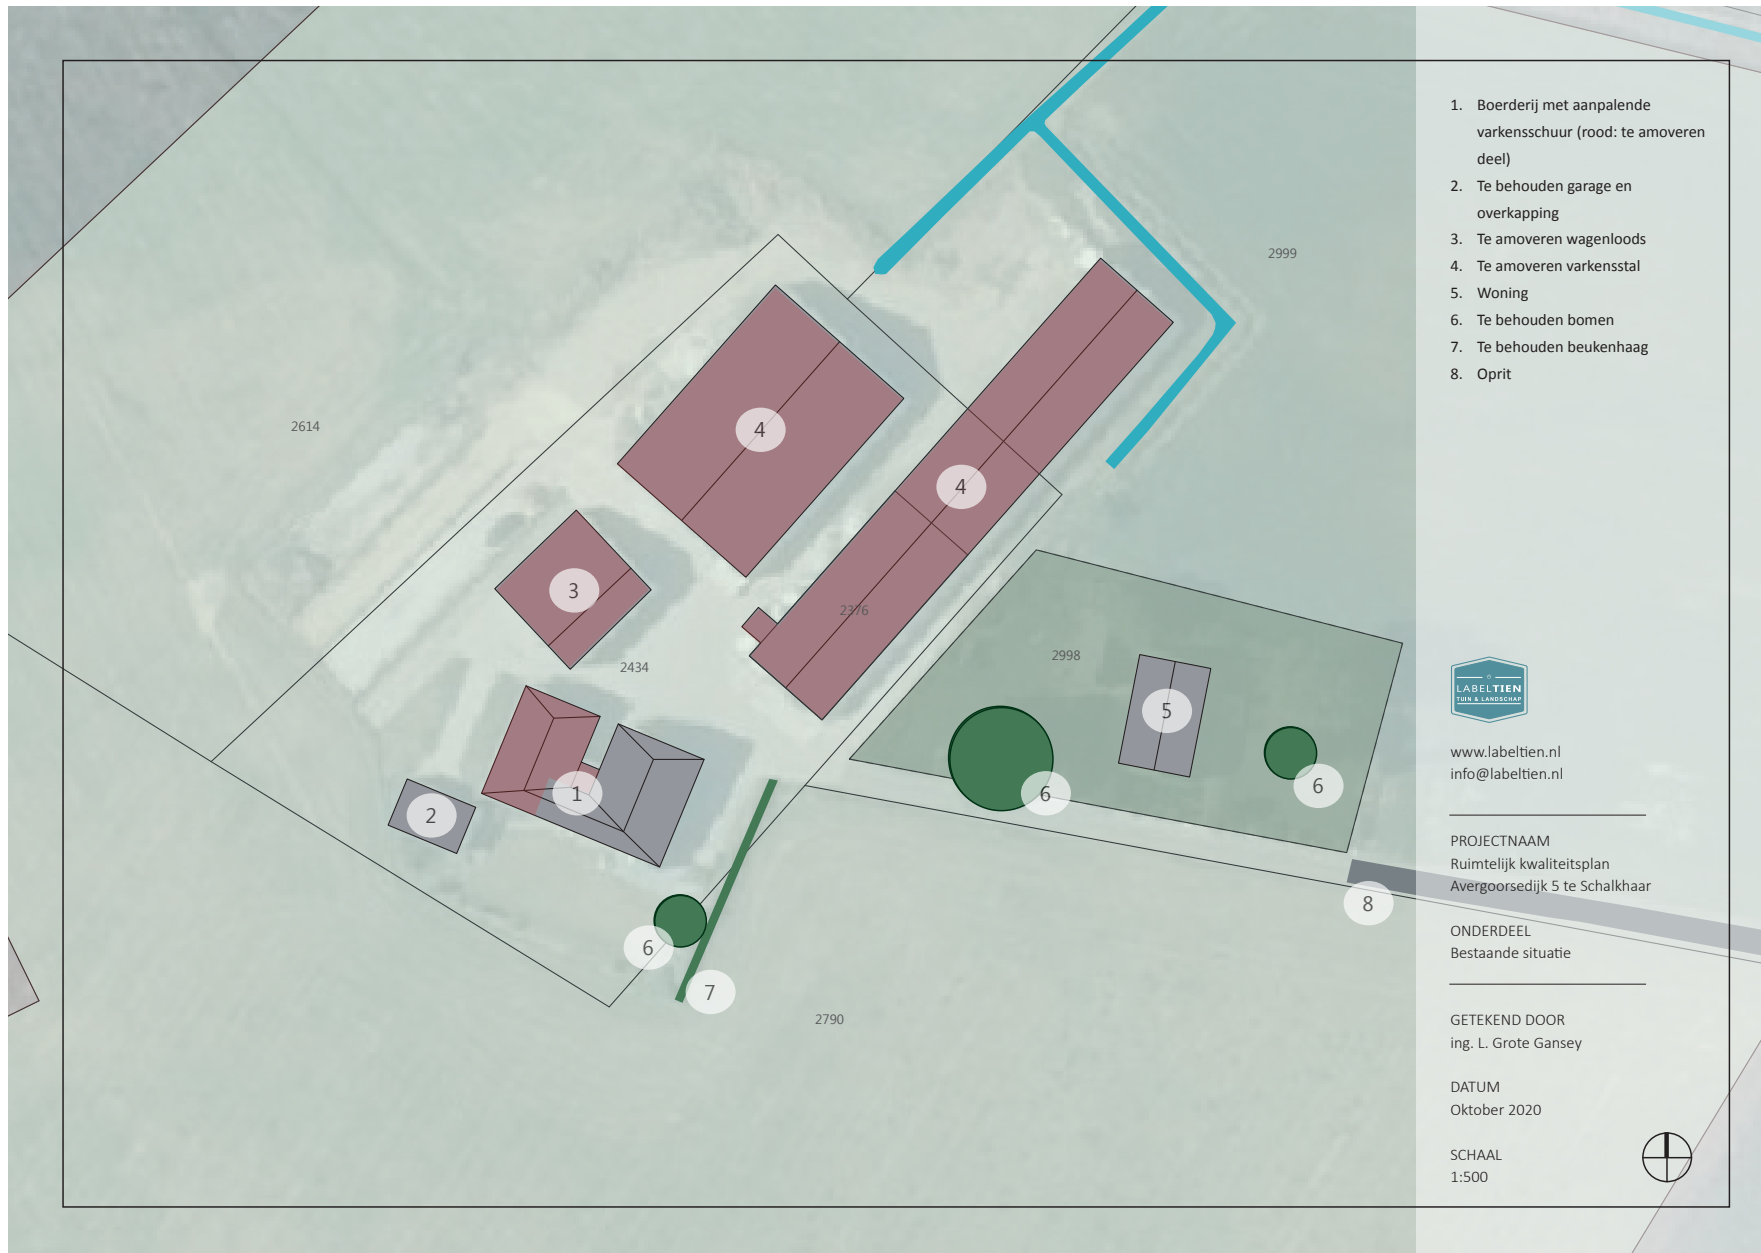 1. Boerderij met aanpalende
varkensschuur (rood: te amoveren
deel)
2. Te behouden garage en
overkapping
3. Te amoveren wagenloods
4. Te amoveren varkensstal
5. Woning
6. Te behouden bomen
7. Te behouden beukenhaag
8. Oprit
2999
2614
4
4
3
2376
2434
2998
5
1
2
6
6
6
7
8
2790
LABELTIEN
TUIN & LANDSCHAP
www.labeltien.nl
info@labeltien.nl
PROJECTNAAM
Ruimtelijk kwaliteitsplan
Avergoorsedijk 5 te Schalkhaar
ONDERDEEL
Bestaande situatie
GETEKEND DOOR
ing. L. Grote Gansey
DATUM
Oktober 2020
SCHAAL
1:500